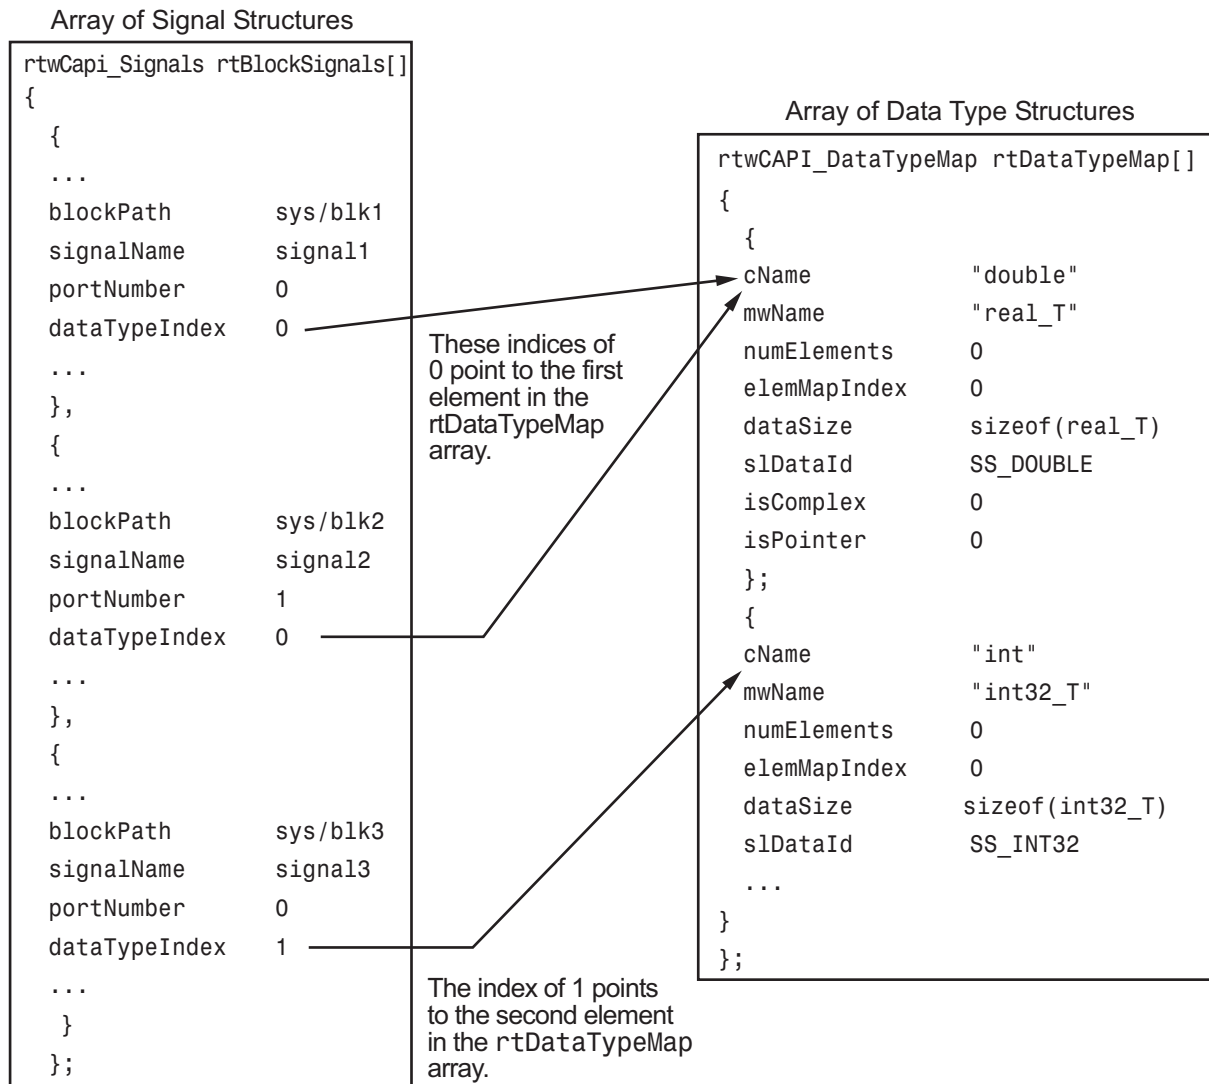 Array of Signal Structures
rtwCapi_Signals rtBlockSignals[]
{
{
...
blockPath sys/blk1
signalName signal1
portNumber 0
dataTypeIndex 0
...
},
{
...
blockPath sys/blk2
signalName signal2
portNumber 1
dataTypeIndex 0
...
},
{
...
blockPath sys/blk3
signalName signal3
portNumber 0
dataTypeIndex 1
...
}
};
These indices of
0 point to the first
element in the
rtDataTypeMap
array.
The index of 1 points
to the second element
in the rtDataTypeMap
array.
Array of Data Type Structures
rtwCAPI_DataTypeMap rtDataTypeMap[]
{
{
cName "double"
mwName "real_T"
numElements 0
elemMapIndex 0
dataSize sizeof(real_T)
slDataId SS_DOUBLE
isComplex 0
isPointer 0
};
{
cName "int"
mwName "int32_T"
numElements 0
elemMapIndex 0
dataSize sizeof(int32_T)
slDataId SS_INT32
...
}
};